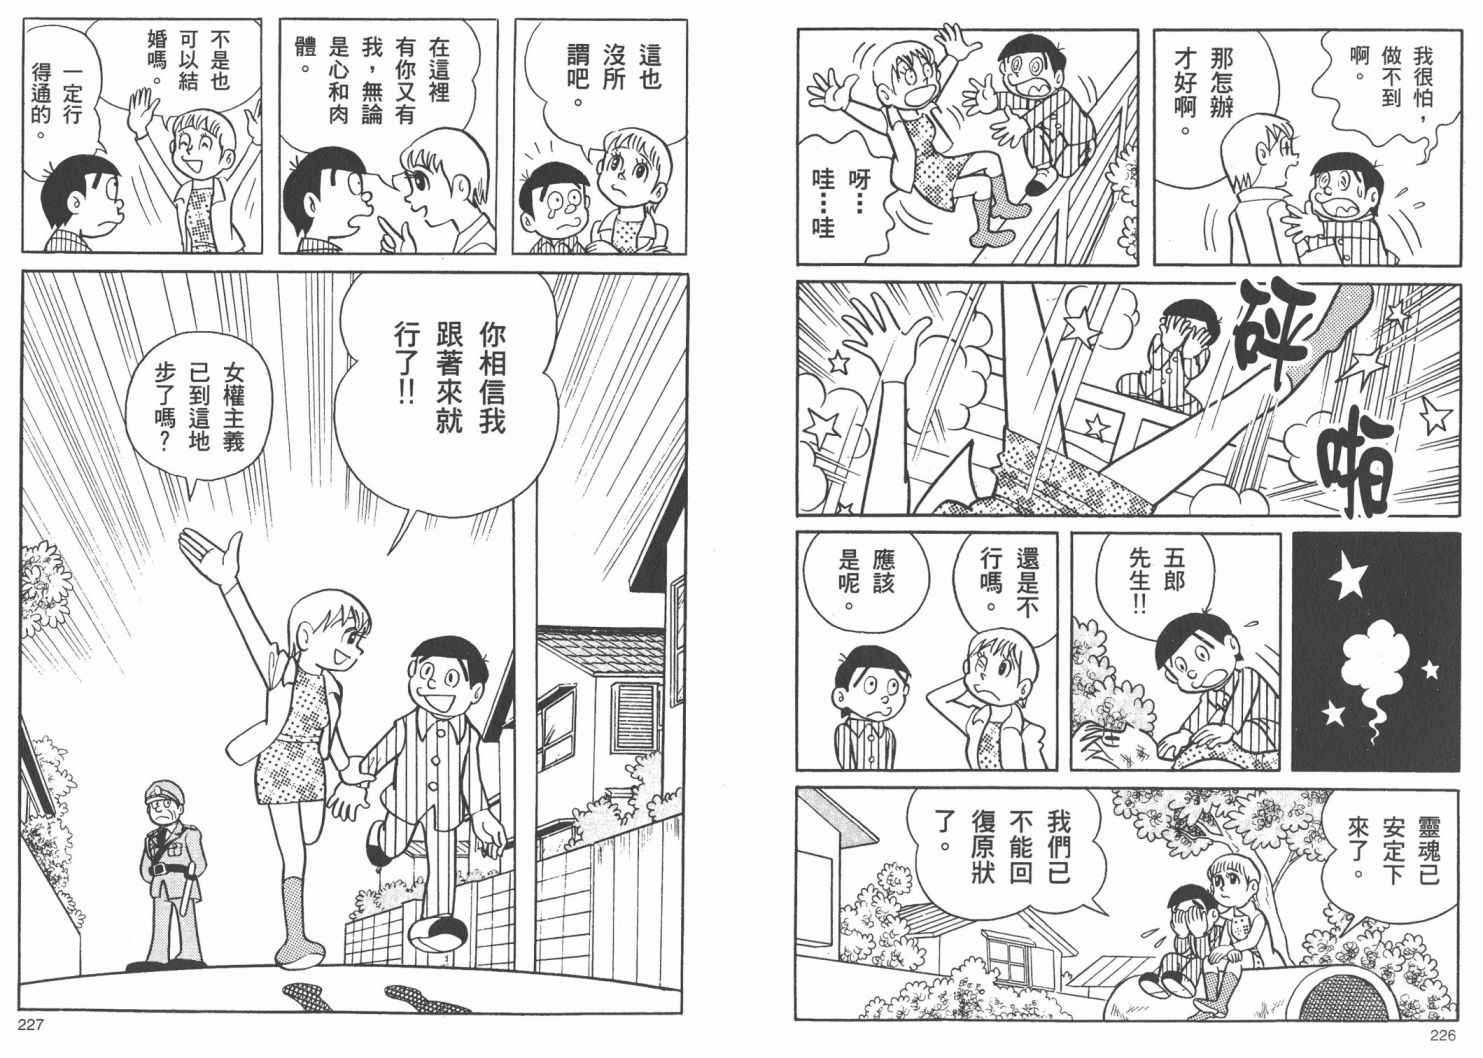 我很怕，
做不到
啊。
那怎辦
才好啊。
呀…
哇…哇
砰
啪
五郎
先生!!
還是不
行嗎。
應該
是呢。
靈魂已
安定下
來了。
我們已
不能回
復原狀
了。
226
這也
沒所
謂吧。
在這裡
有你又有
我，無論
是心和肉
體。
不是也
可以結
婚嗎。
一定行
得通的。
你相信我
跟著來就
行了!!
女權主義
已到這地
步了嗎？
227